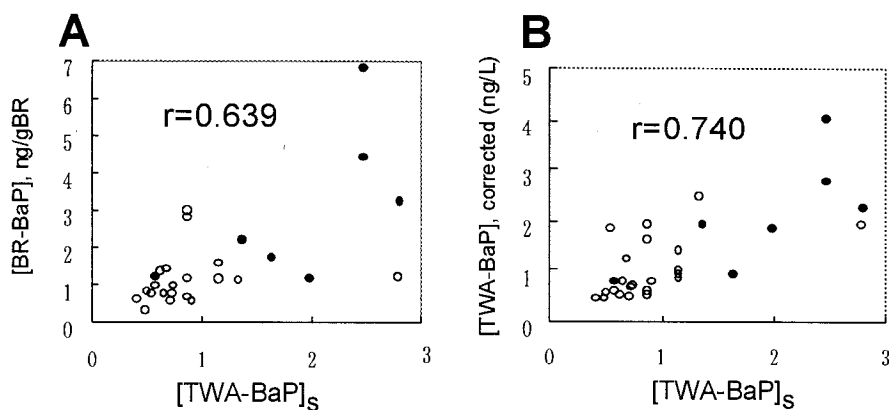 A
[BR-BaP], ng/gBR
7
6
5
4
3
2
1
0
r=0.639
0
1
2
3
[TWA-BaP]s
B
[TWA-BaP], corrected (ng/L)
5
4
3
2
1
0
r=0.740
0
1
2
3
[TWA-BaP]s